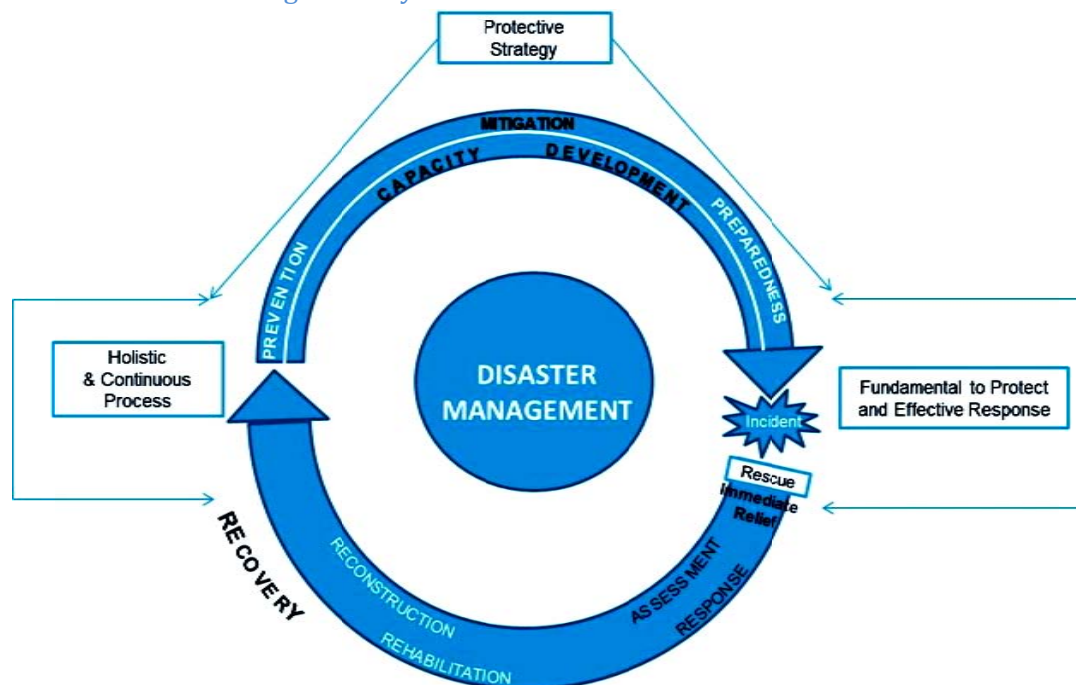 Protective
Strategy
MITIGATION
CAPACITY DEVELOPMENT
PREVENTION
PREPAREDNESS
Holistic
& Continuous
Process
DISASTER
MANAGEMENT
Fundamental to Protect
and Effective Response
Incident
Rescue
Immediate
Relief
ASSESSMENT
RESPONSE
RECOVERY
RECONSTRUCTION
REHABILITATION